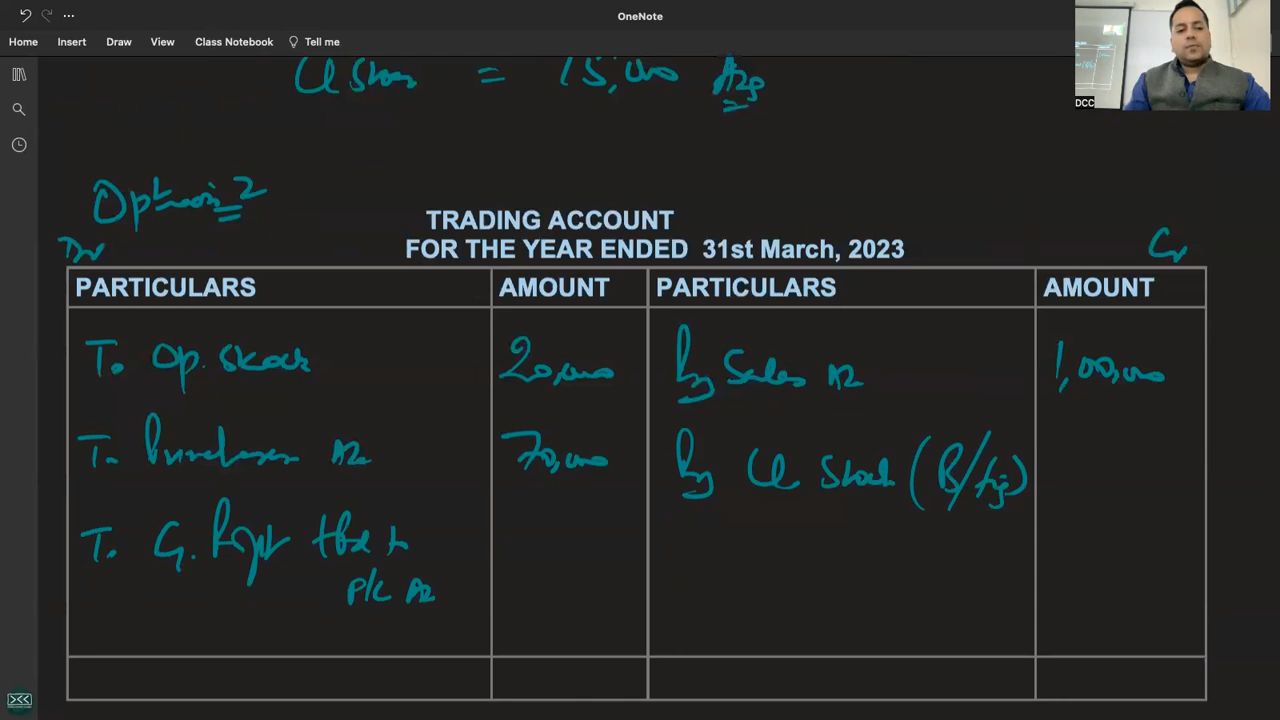 OneNote
Home Insert Draw View Class Notebook Tell me
DCC
Cl Stock = 15,000 Ans
Option 2
TRADING ACCOUNT
Dr FOR THE YEAR ENDED 31st March, 2023 Cr
PARTICULARS AMOUNT PARTICULARS AMOUNT
To Op. Stock 20,000 By Sales A/c 1,00,000
To Purchases A/c 70,000 By Cl Stock (B/fig)
To G. Profit tfd to
P/L A/c